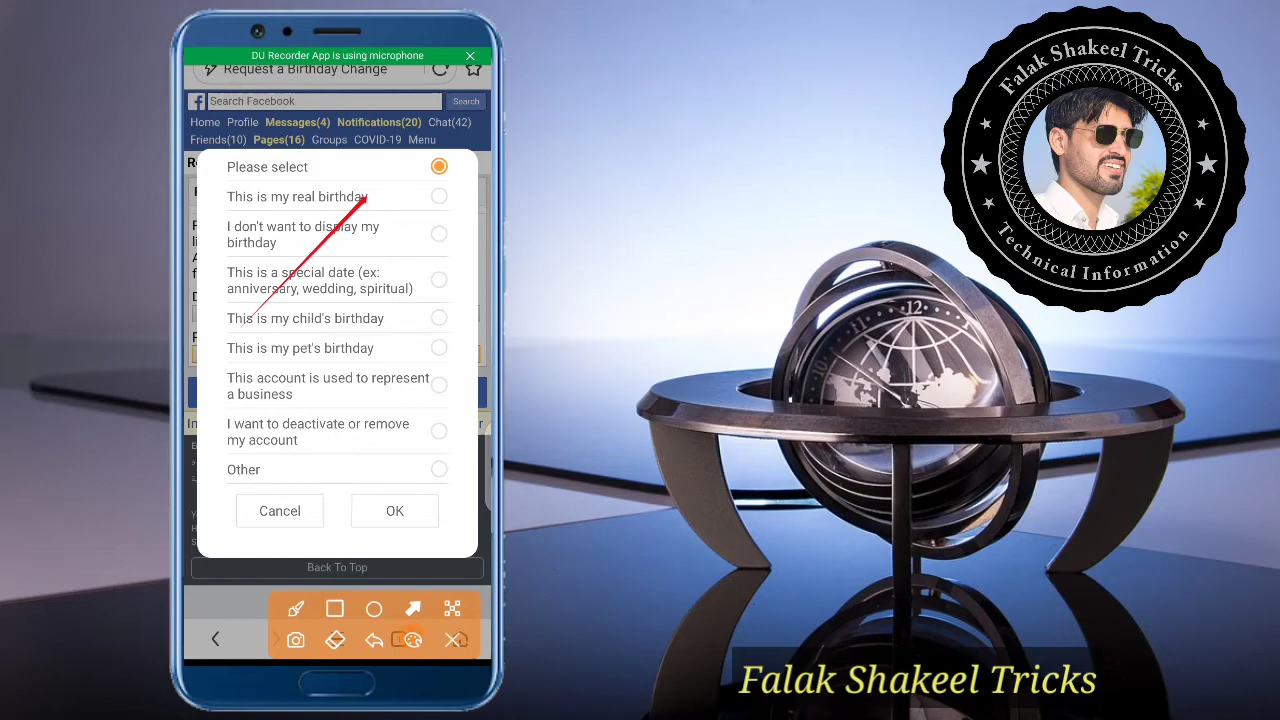 DU Recorder App is using microphone
Request a Birthday Change
Search Facebook
Search
Home Profile Messages(4) Notifications(20) Chat(42)
Friends(10) Pages(16) Groups COVID-19 Menu
Please select
This is my real birthday
I don't want to display my
birthday
This is a special date (ex:
anniversary, wedding, spiritual)
This is my child's birthday
This is my pet's birthday
This account is used to represent
a business
I want to deactivate or remove
my account
Other
Cancel
OK
Back To Top
Falak Shakeel Tricks
Technical Information
12
11
10
Falak Shakeel Tricks